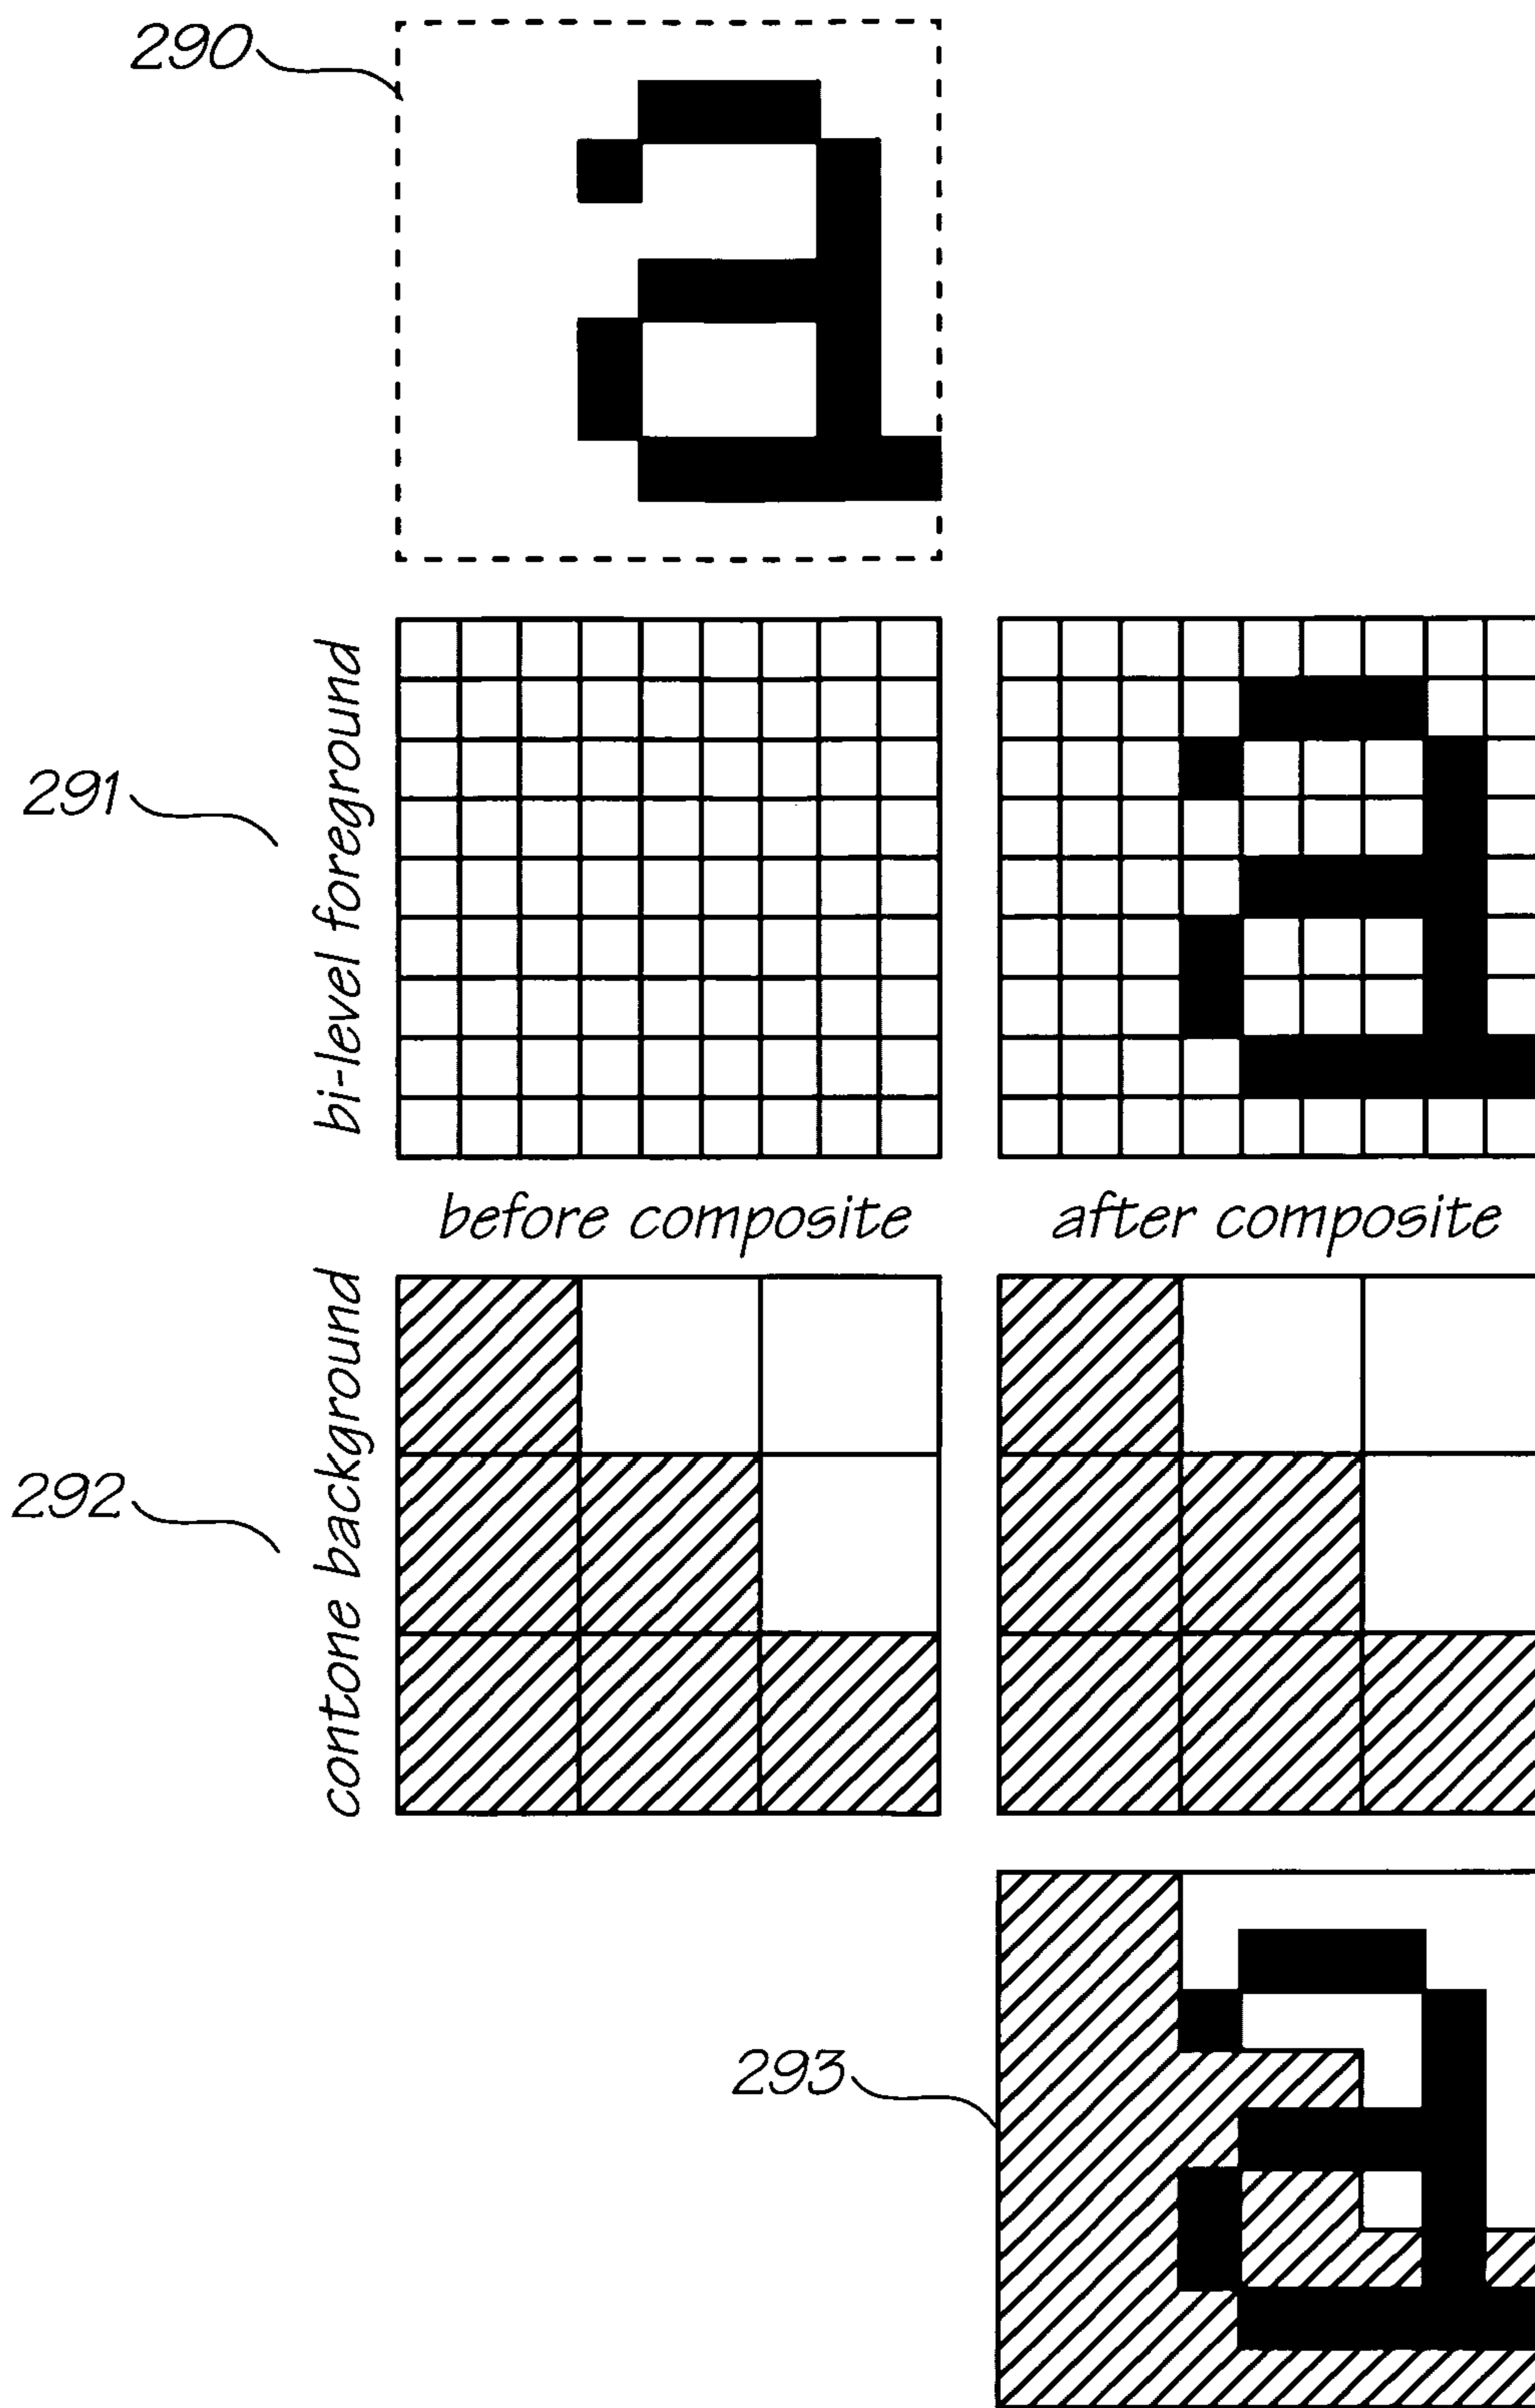 290
a
291
bi-level foreground
a
before composite
after composite
292
contone background
293
a